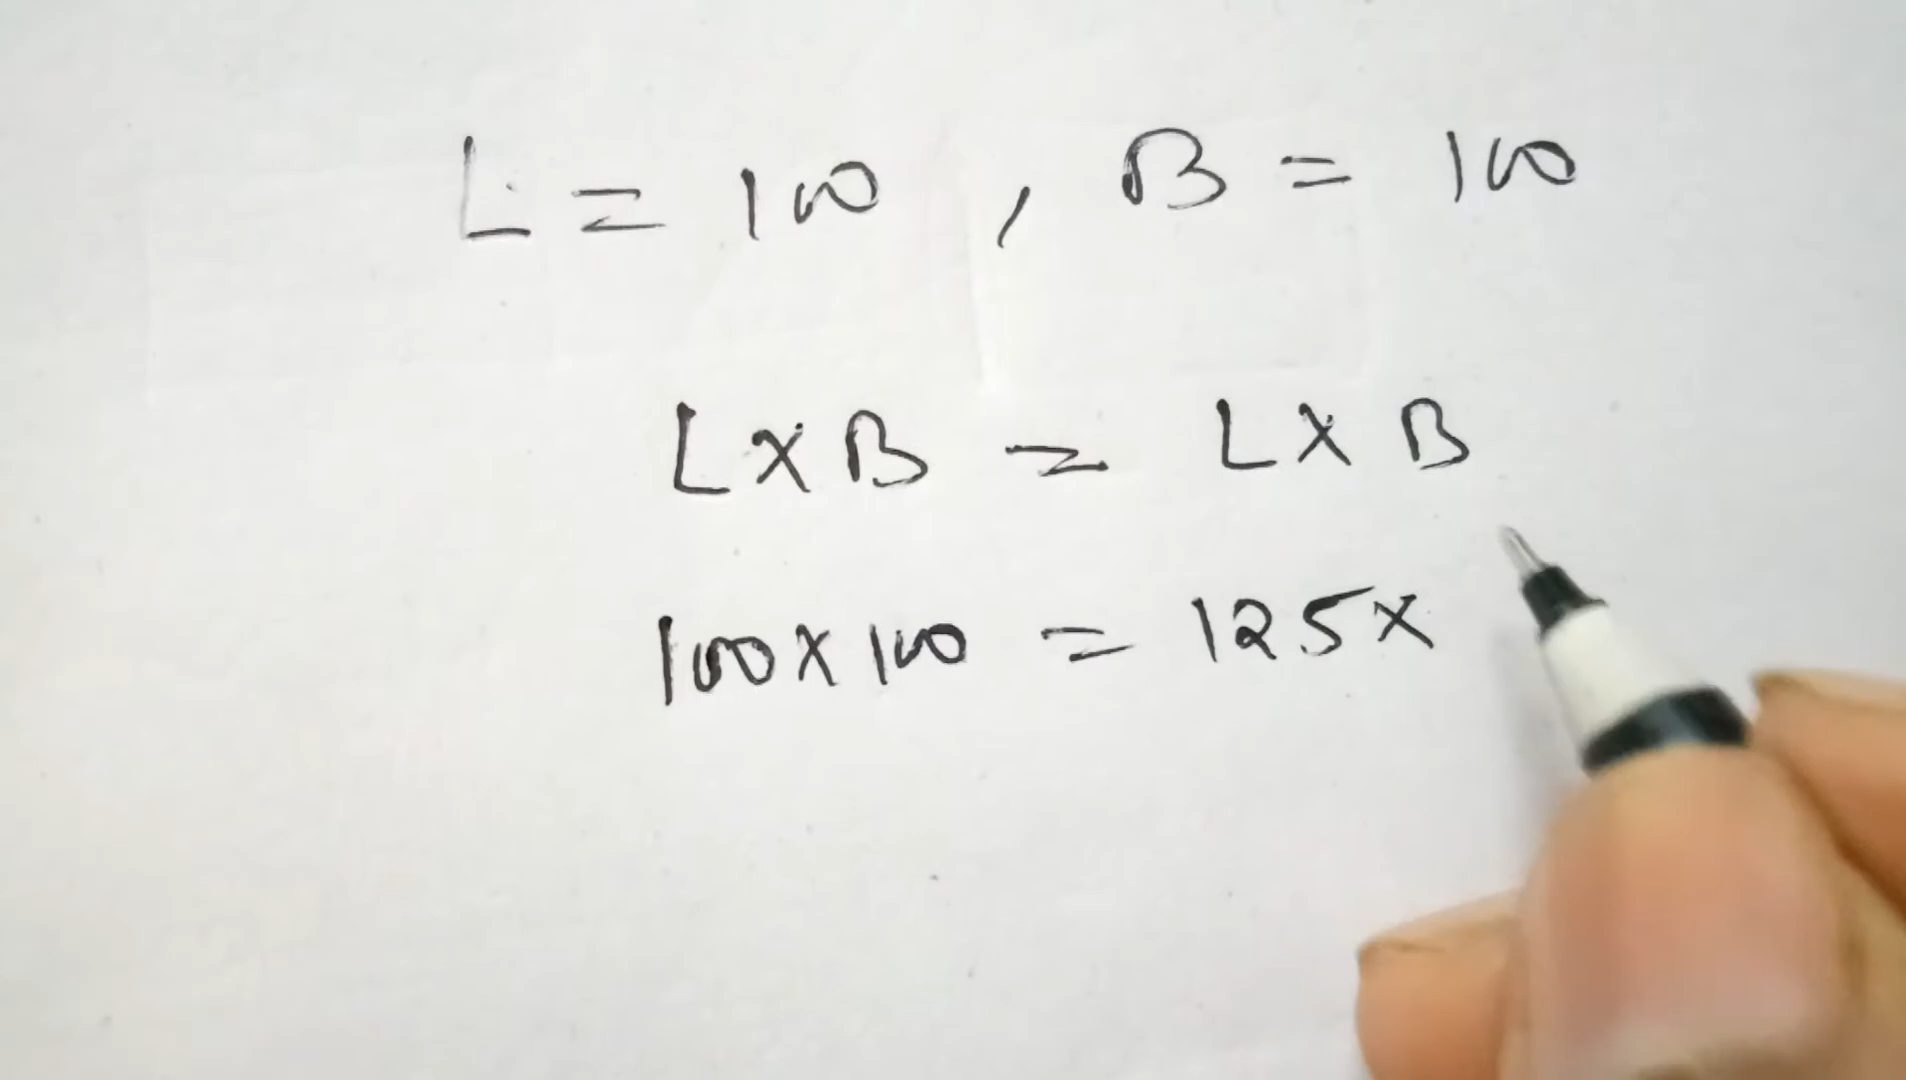 L = 100 , B = 100
L X B = L X B
100 X 100 = 125 X